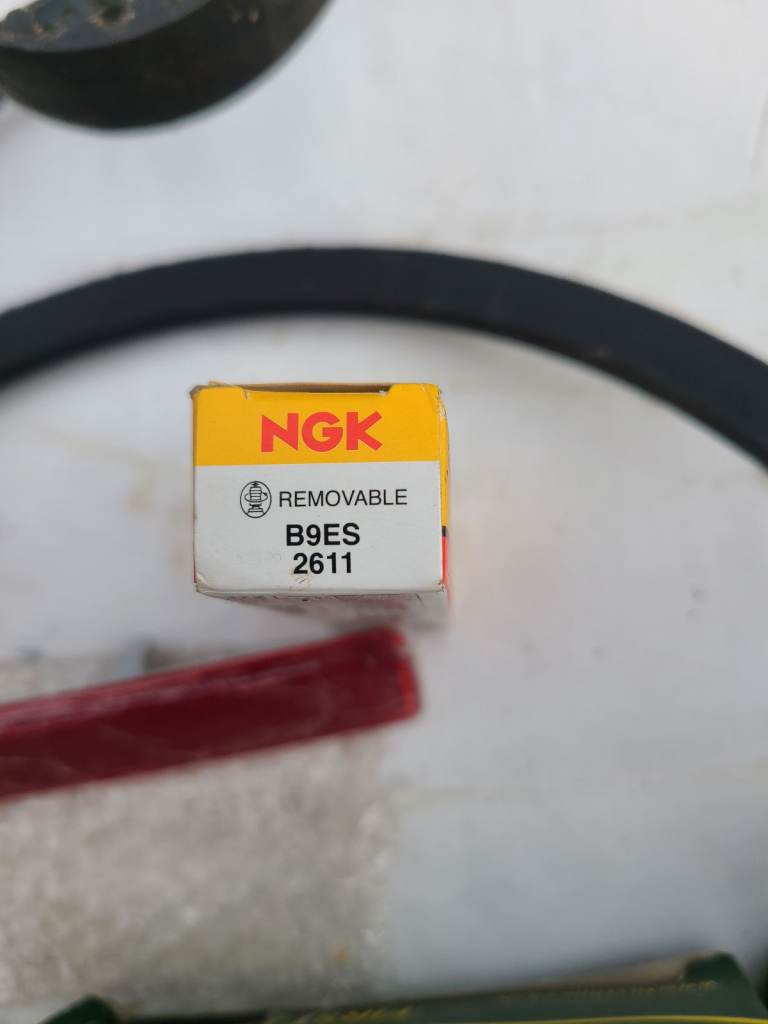 NGK
REMOVABLE
B9ES
2611